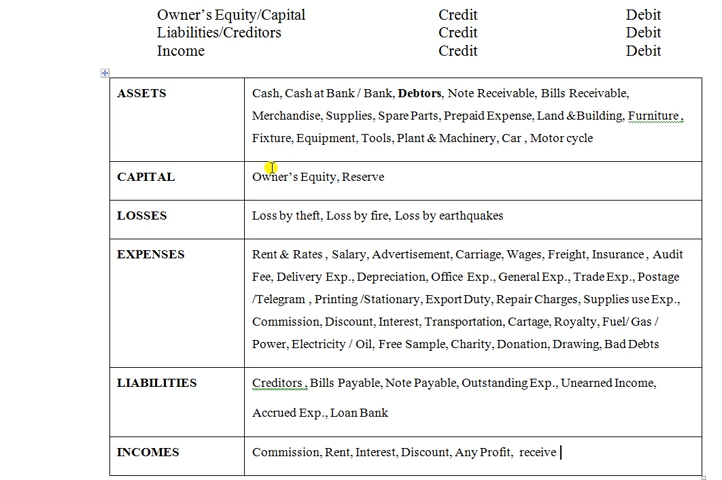 Owner's Equity/Capital Credit Debit
Liabilities/Creditors Credit Debit
Income Credit Debit
ASSETS Cash, Cash at Bank / Bank, Debtors, Note Receivable, Bills Receivable,
Merchandise, Supplies, Spare Parts, Prepaid Expense, Land &Building, Furniture ,
Fixture, Equipment, Tools, Plant & Machinery, Car , Motor cycle
CAPITAL Owner's Equity, Reserve
LOSSES Loss by theft, Loss by fire, Loss by earthquakes
EXPENSES Rent & Rates , Salary, Advertisement, Carriage, Wages, Freight, Insurance , Audit
Fee, Delivery Exp., Depreciation, Office Exp., General Exp., Trade Exp., Postage
/Telegram , Printing /Stationary, Export Duty, Repair Charges, Supplies use Exp.,
Commission, Discount, Interest, Transportation, Cartage, Royalty, Fuel/ Gas /
Power, Electricity / Oil, Free Sample, Charity, Donation, Drawing, Bad Debts
LIABILITIES Creditors , Bills Payable, Note Payable, Outstanding Exp., Unearned Income,
Accrued Exp., Loan Bank
INCOMES Commission, Rent, Interest, Discount, Any Profit, receive